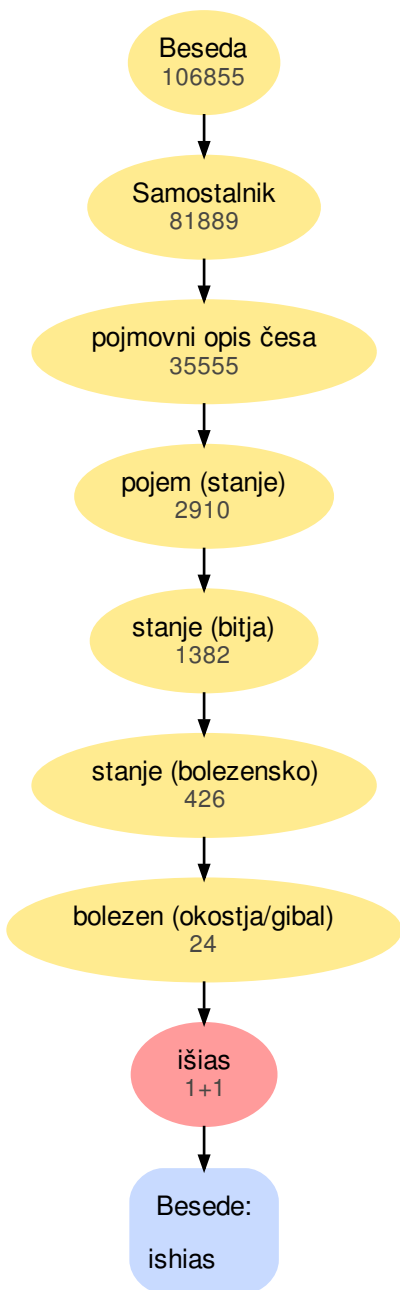 Beseda
106855
Samostalnik
81889
pojmovni opis česa
35555
pojem (stanje)
2910
stanje (bitja)
1382
stanje (bolezensko)
426
bolezen (okostja/gibal)
24
išias
1+1
Besede:
ishias